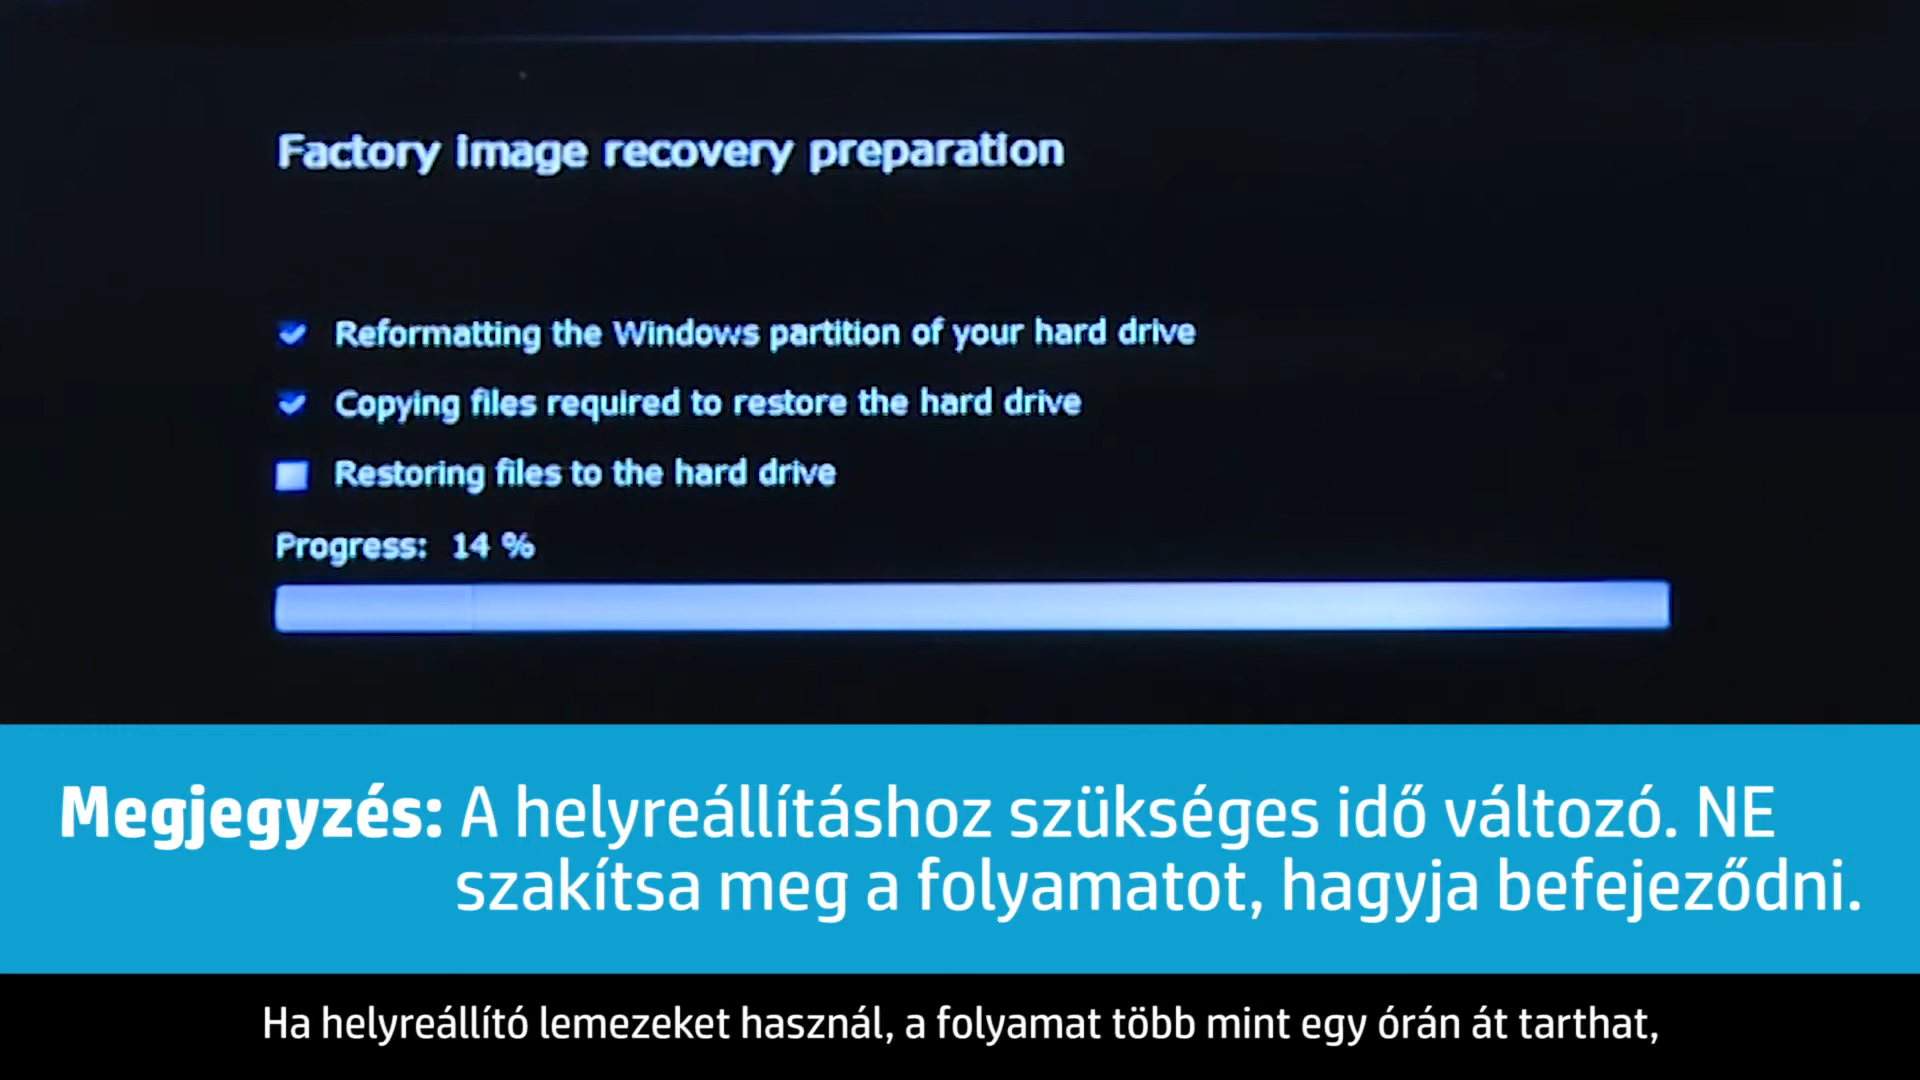 Factory image recovery preparation
Reformatting the Windows partition of your hard drive
Copying files required to restore the hard drive
Restoring files to the hard drive
Progress: 14 %
Megjegyzés: A helyreállításhoz szükséges idő változó. NE
szakítsa meg a folyamatot, hagyja befejeződni.
Ha helyreállító lemezeket használ, a folyamat több mint egy órán át tarthat,